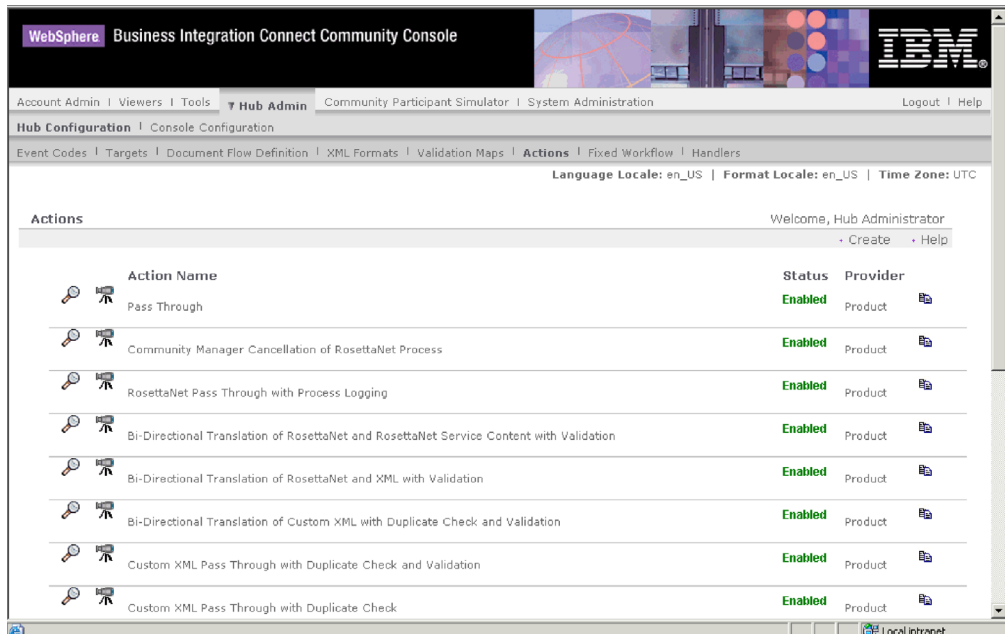 WebSphere Business Integration Connect Community Console
IBM®
Account Admin | Viewers | Tools Hub Admin Community Participant Simulator | System Administration Logout | Help
Hub Configuration | Console Configuration
Event Codes | Targets | Document Flow Definition | XML Formats | Validation Maps | Actions | Fixed Workflow | Handlers
Language Locale: en_US | Format Locale: en_US | Time Zone: UTC
Actions Welcome, Hub Administrator
Create Help
Action Name Status Provider
Pass Through Enabled Product
Community Manager Cancellation of RosettaNet Process Enabled Product
RosettaNet Pass Through with Process Logging Enabled Product
Bi-Directional Translation of RosettaNet and RosettaNet Service Content with Validation Enabled Product
Bi-Directional Translation of RosettaNet and XML with Validation Enabled Product
Bi-Directional Translation of Custom XML with Duplicate Check and Validation Enabled Product
Custom XML Pass Through with Duplicate Check and Validation Enabled Product
Custom XML Pass Through with Duplicate Check Enabled Product
Local intranet